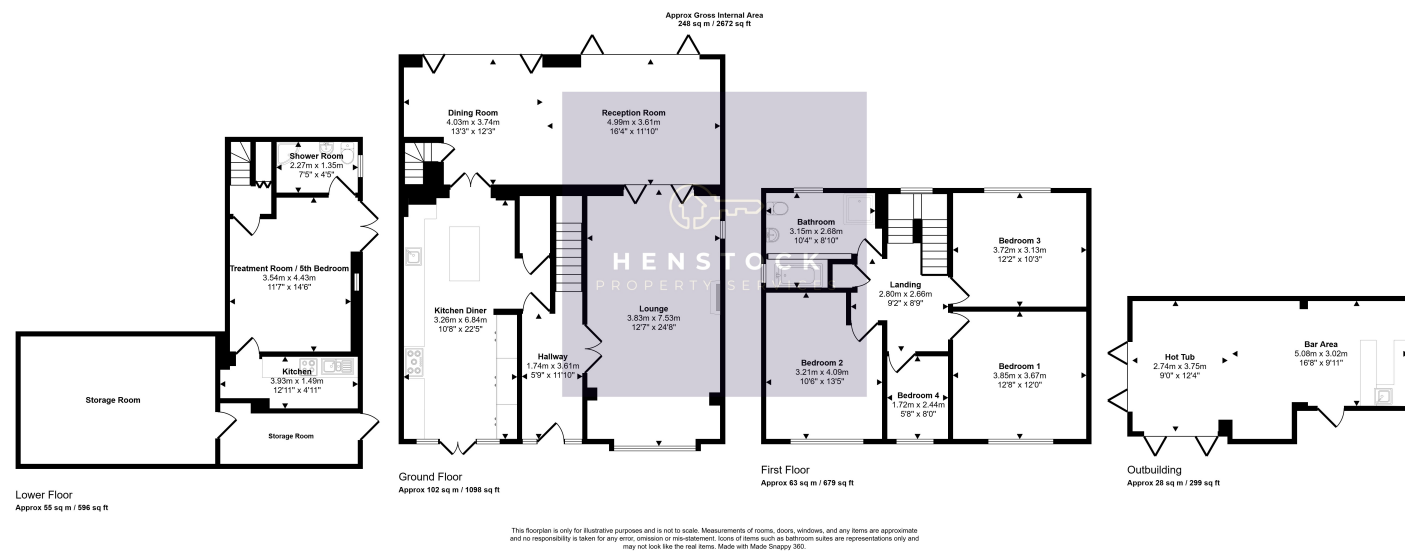 Approx Gross Internal Area
248 sq m / 2672 sq ft
Shower Room
2.27m x 1.35m
7'5" x 4'5"
Treatment Room / 5th Bedroom
3.54m x 4.43m
11'7" x 14'6"
Kitchen
3.93m x 1.49m
12'11" x 4'11"
Storage Room
Storage Room
Lower Floor
Approx 55 sq m / 596 sq ft
Dining Room
4.03m x 3.74m
13'3" x 12'3"
Reception Room
4.99m x 3.61m
16'4" x 11'10"
Kitchen Diner
3.26m x 6.84m
10'8" x 22'5"
Hallway
1.74m x 3.61m
5'9" x 11'10"
Lounge
3.83m x 7.53m
12'7" x 24'8"
Ground Floor
Approx 102 sq m / 1098 sq ft
HENSTOCK
PROPERTY SERVICES
Bathroom
3.15m x 2.68m
10'4" x 8'10"
Bedroom 3
3.72m x 3.13m
12'2" x 10'3"
Landing
2.80m x 2.66m
9'2" x 8'9"
Bedroom 2
3.21m x 4.09m
10'6" x 13'5"
Bedroom 4
1.72m x 2.44m
5'8" x 8'0"
Bedroom 1
3.85m x 3.67m
12'8" x 12'0"
First Floor
Approx 63 sq m / 679 sq ft
Hot Tub
2.74m x 3.75m
9'0" x 12'4"
Bar Area
5.08m x 3.02m
16'8" x 9'11"
Outbuilding
Approx 28 sq m / 299 sq ft
This floorplan is only for illustrative purposes and is not to scale. Measurements of rooms, doors, windows, and any items are approximate
and no responsibility is taken for any error, omission or mis-statement. Icons of items such as bathroom suites are representations only and
may not look like the real items. Made with Made Snappy 360.